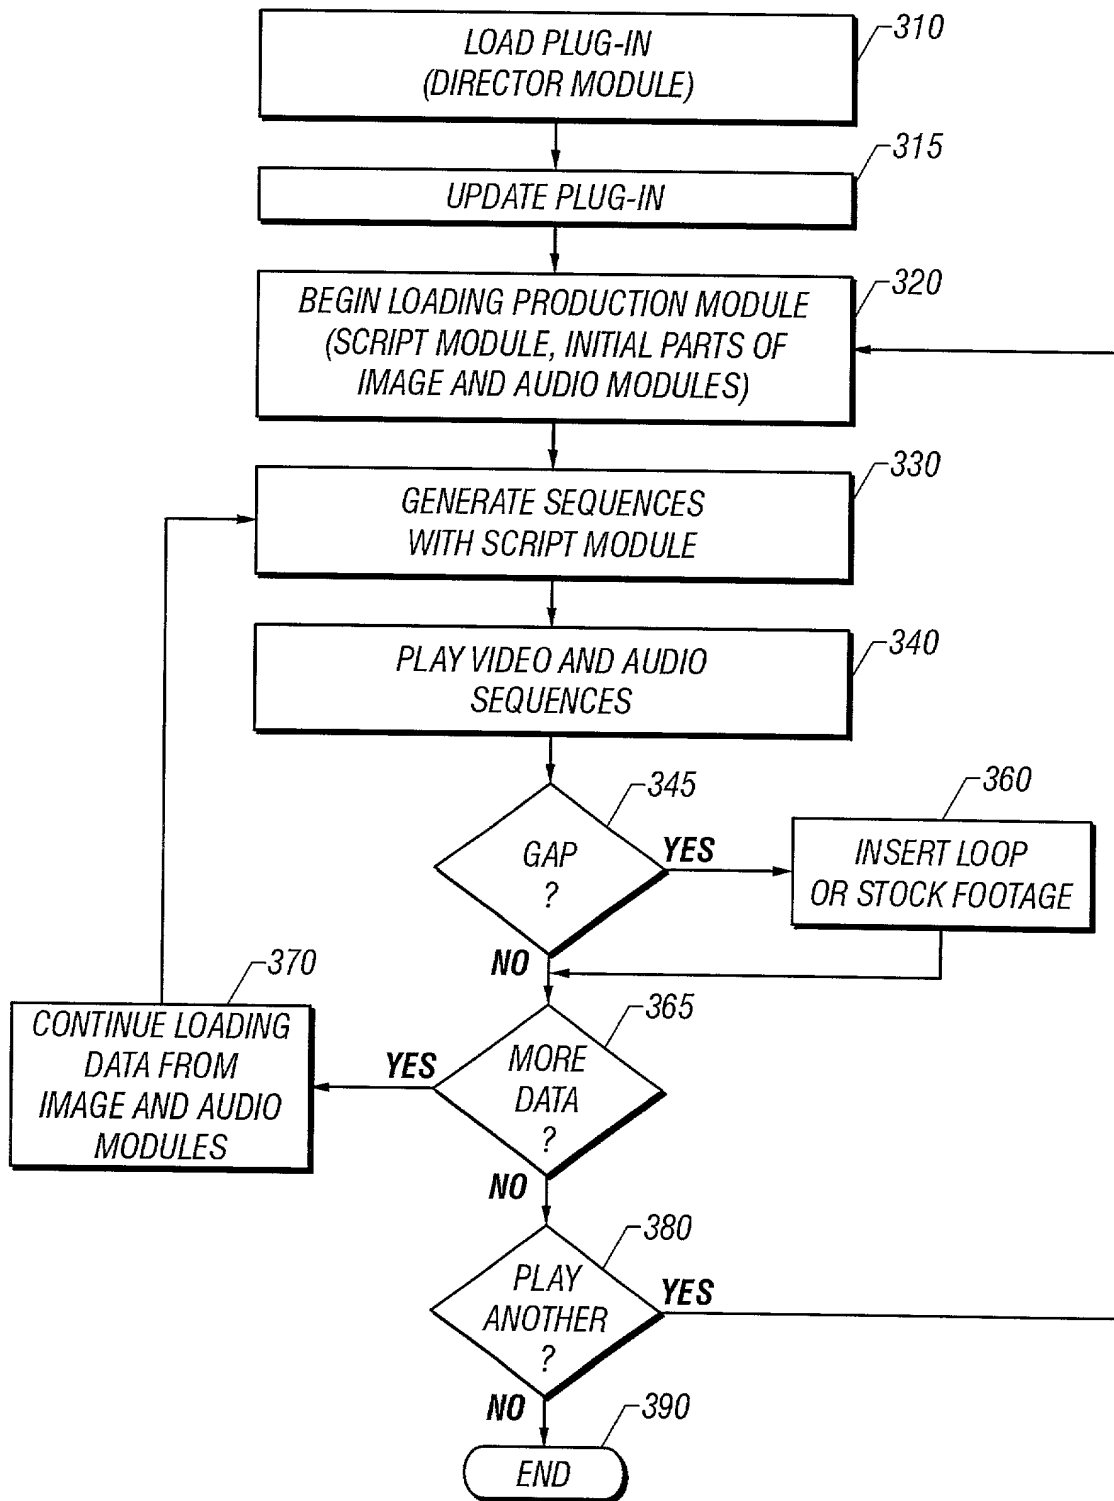 310
LOAD PLUG-IN
(DIRECTOR MODULE)
315
UPDATE PLUG-IN
320
BEGIN LOADING PRODUCTION MODULE
(SCRIPT MODULE, INITIAL PARTS OF
IMAGE AND AUDIO MODULES)
330
GENERATE SEQUENCES
WITH SCRIPT MODULE
340
PLAY VIDEO AND AUDIO
SEQUENCES
345
GAP
?
YES
NO
360
INSERT LOOP
OR STOCK FOOTAGE
365
MORE
DATA
?
YES
NO
370
CONTINUE LOADING
DATA FROM
IMAGE AND AUDIO
MODULES
380
PLAY
ANOTHER
?
YES
NO
390
END